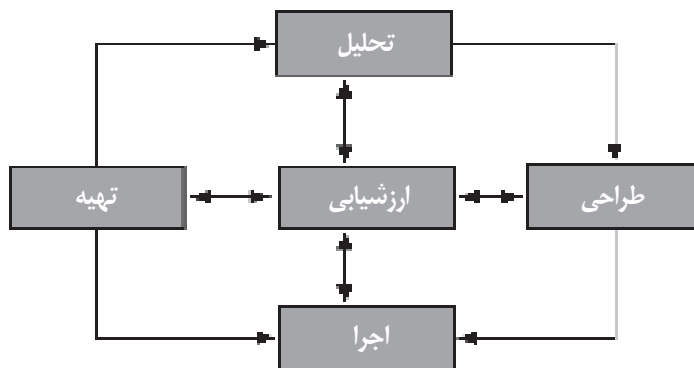 تحلیل
طراحی
ارزشیابی
تهیه
اجرا